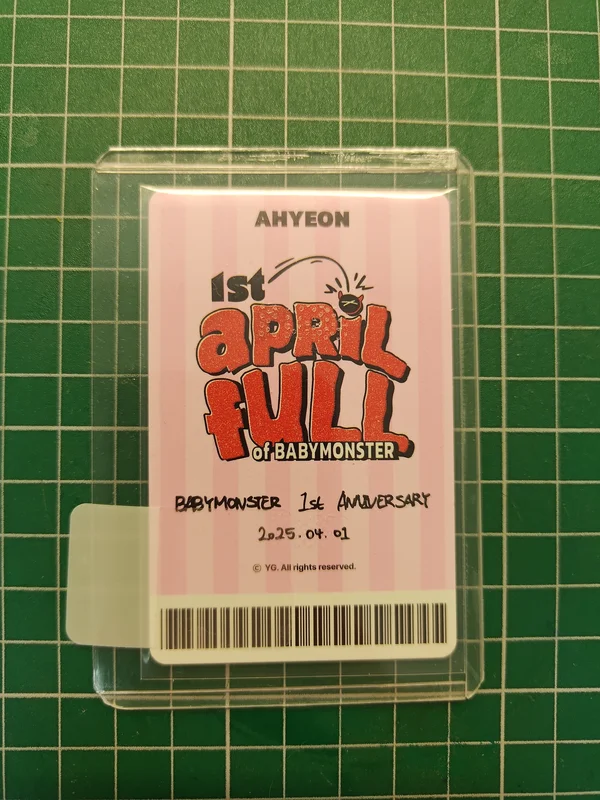 AHYEON
1st
APRiL
fULL
of BABYMONSTER
BABYMONSTER 1st ANNIVERSARY
2025.04.01
© YG. All rights reserved.